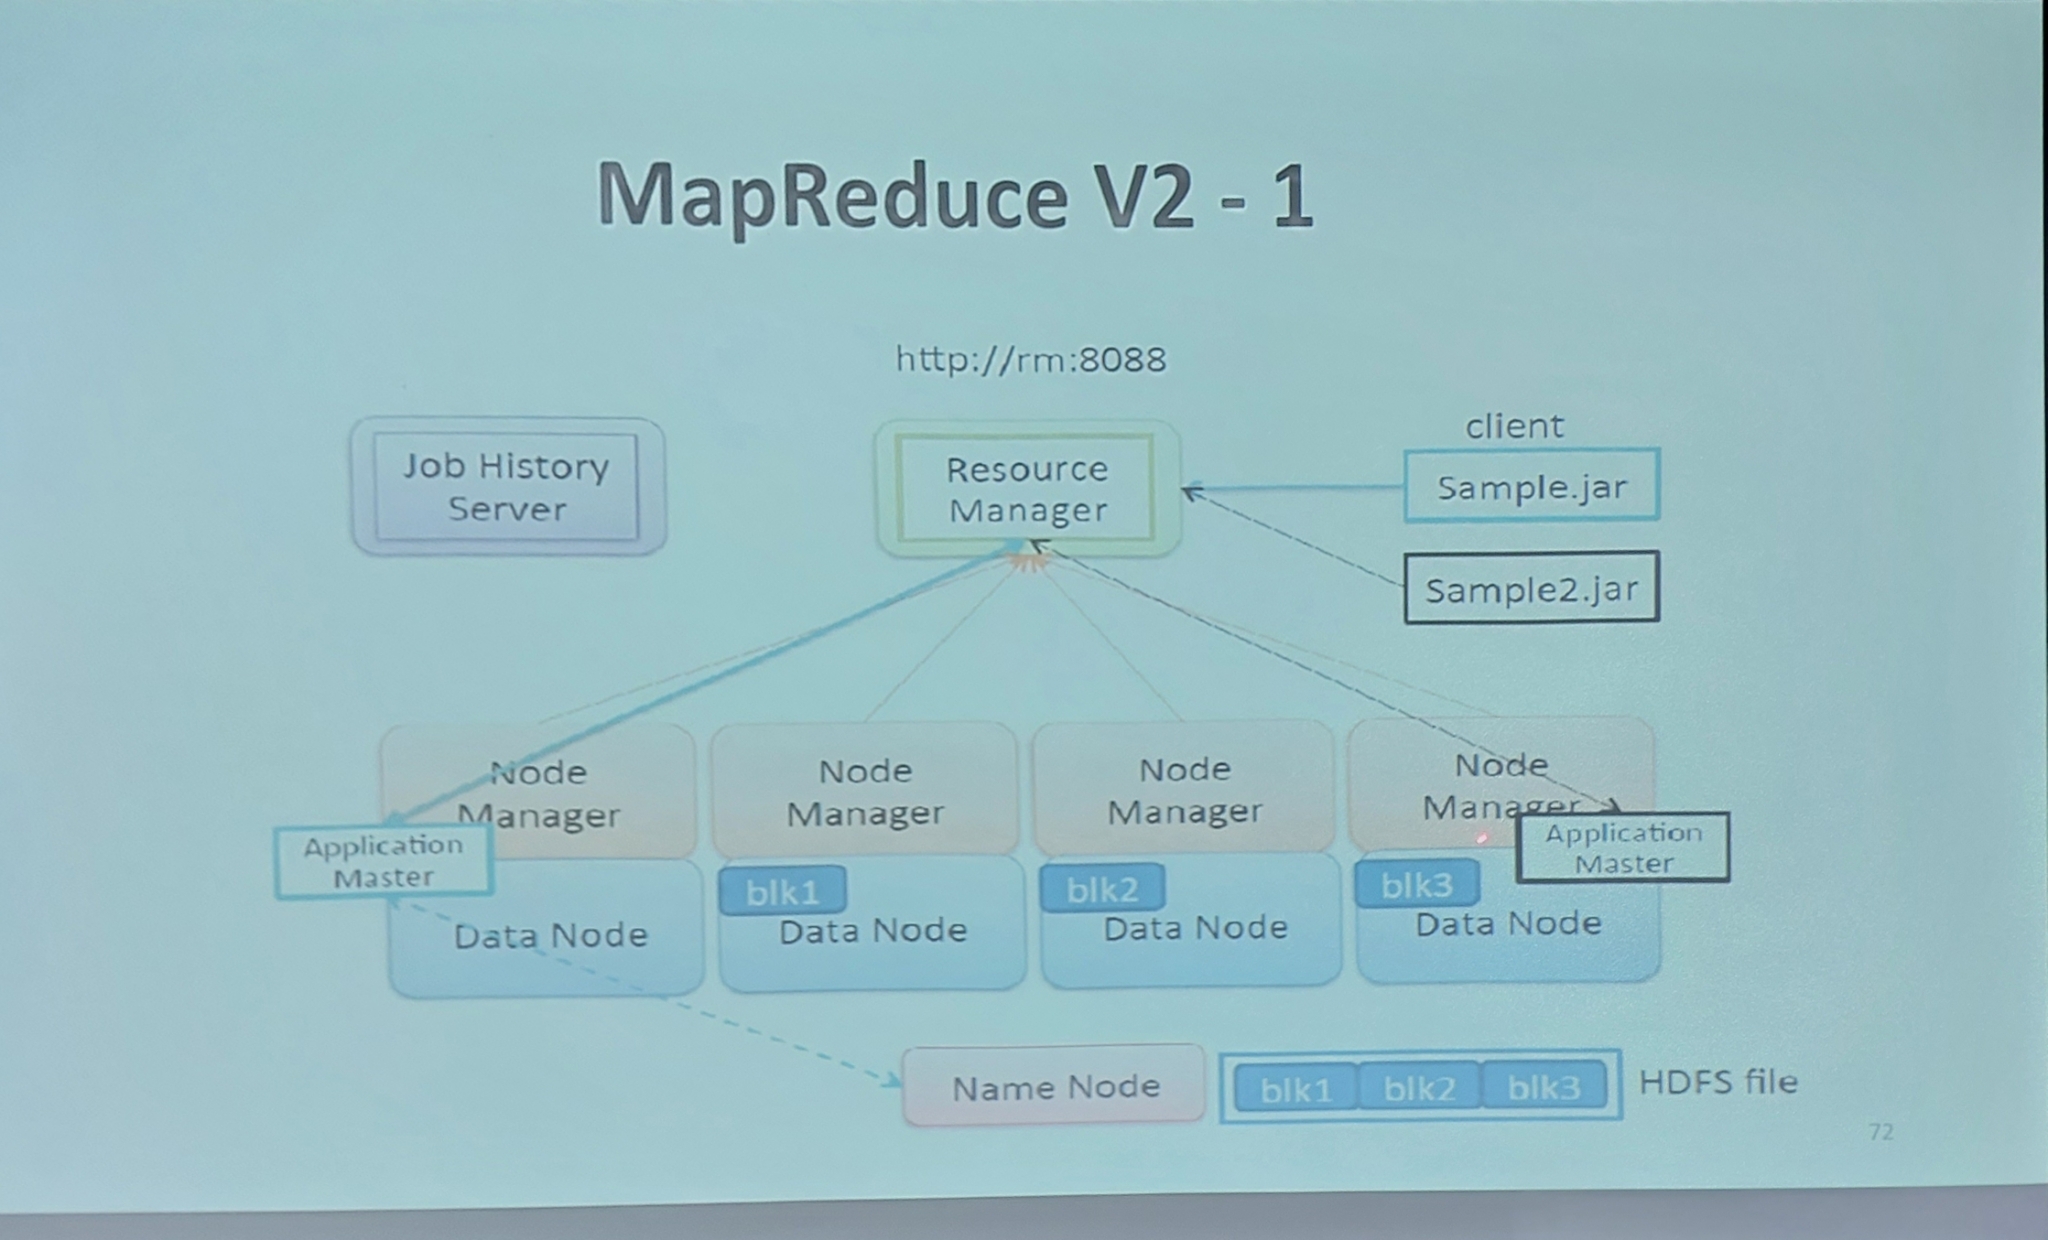 MapReduce V2 - 1
http://rm:8088
client
Job History
Server
Resource
Manager
Sample.jar
Sample2.jar
Node
Manager
Node
Manager
Node
Manager
Node
Manager
Application
Master
Application
Master
blk1
blk2
blk3
Data Node
Data Node
Data Node
Data Node
Name Node
blk1
blk2
blk3
HDFS file
72